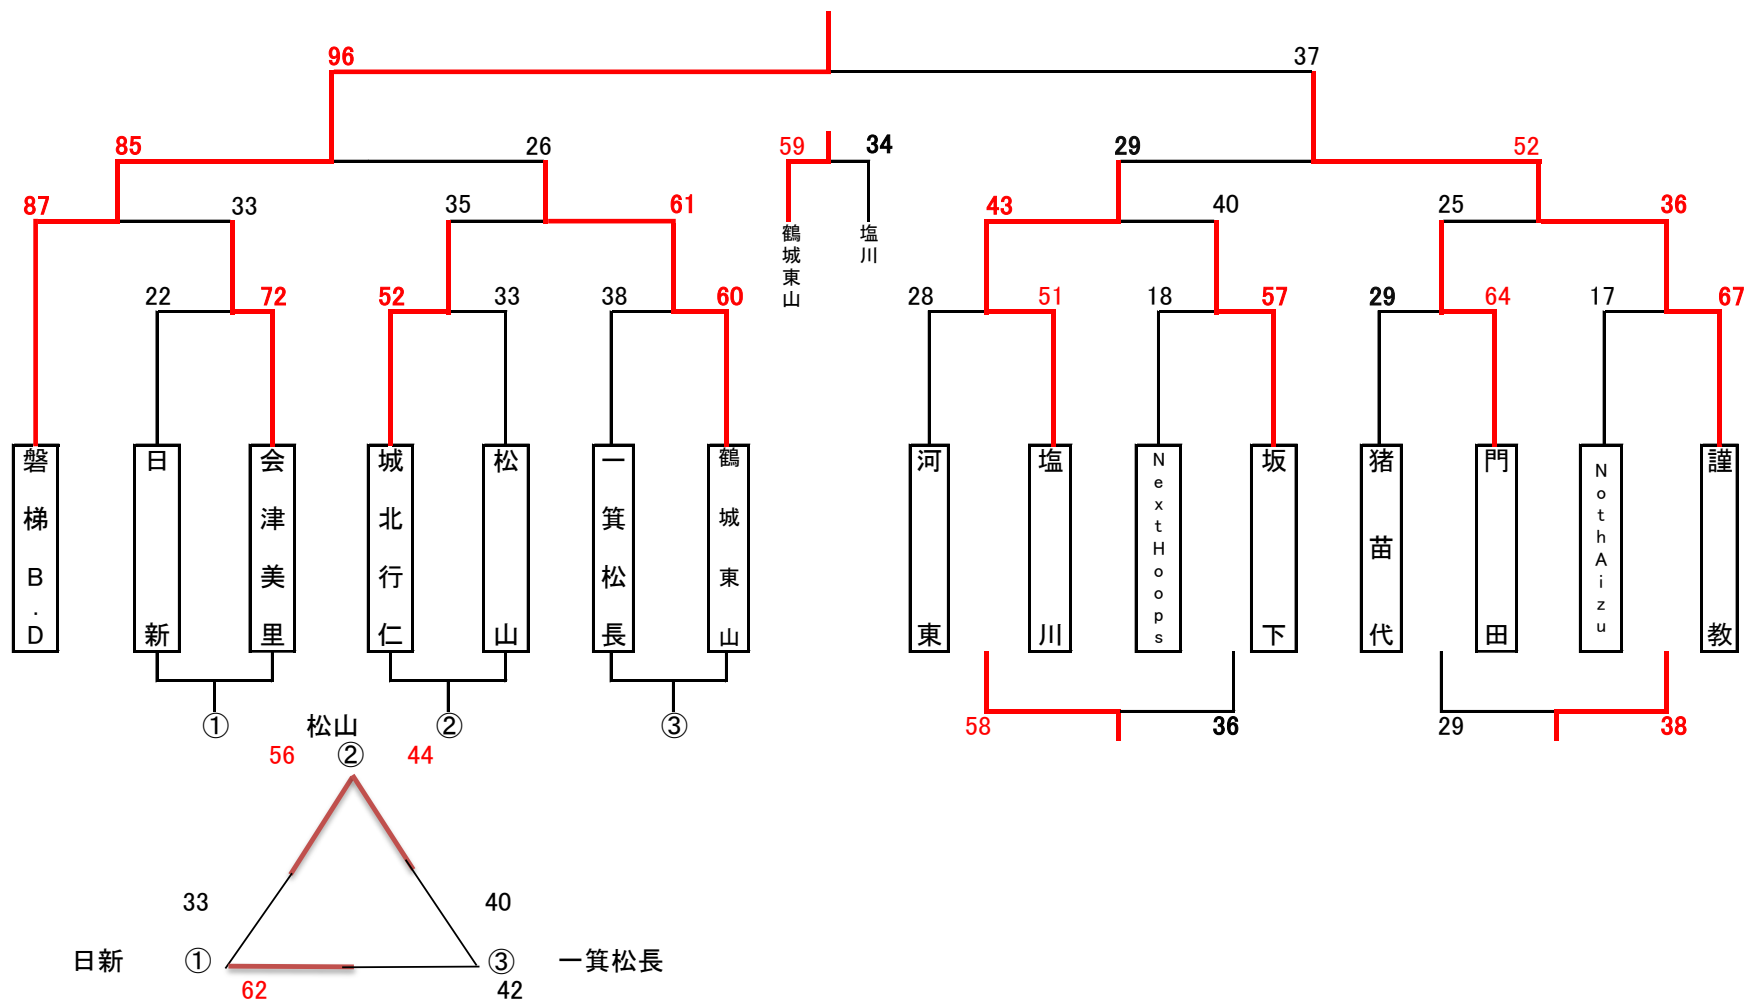 96 37
85 26 59 34 29 52
87 33 35 61 43 40 25 36
鶴城東山
塩川
22 72 52 33 38 60 28 51 18 57 29 64 17 67
磐梯B.D
日新
会津美里
城北行仁
松山
一箕松長
鶴城東山
河東
塩川
NextHoops
坂下
猪苗代
門田
NothAizu
謹教
① 松山 ② ③ 58 36 29 38
56 ② 44
33 40
日新 ① ③ 一箕松長
62 42